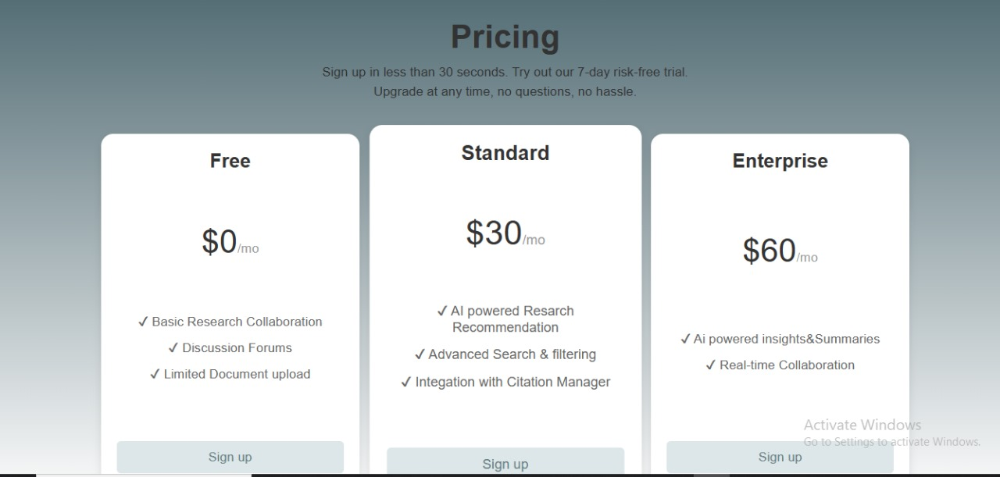 Pricing
Sign up in less than 30 seconds. Try out our 7-day risk-free trial.
Upgrade at any time, no questions, no hassle.
Free
$0/mo
✓ Basic Research Collaboration
✓ Discussion Forums
✓ Limited Document upload
Sign up
Standard
$30/mo
✓ AI powered Resarch
Recommendation
✓ Advanced Search & filtering
✓ Integation with Citation Manager
Sign up
Enterprise
$60/mo
✓ Ai powered insights&Summaries
✓ Real-time Collaboration
Sign up
Activate Windows
Go to Settings to activate Windows.